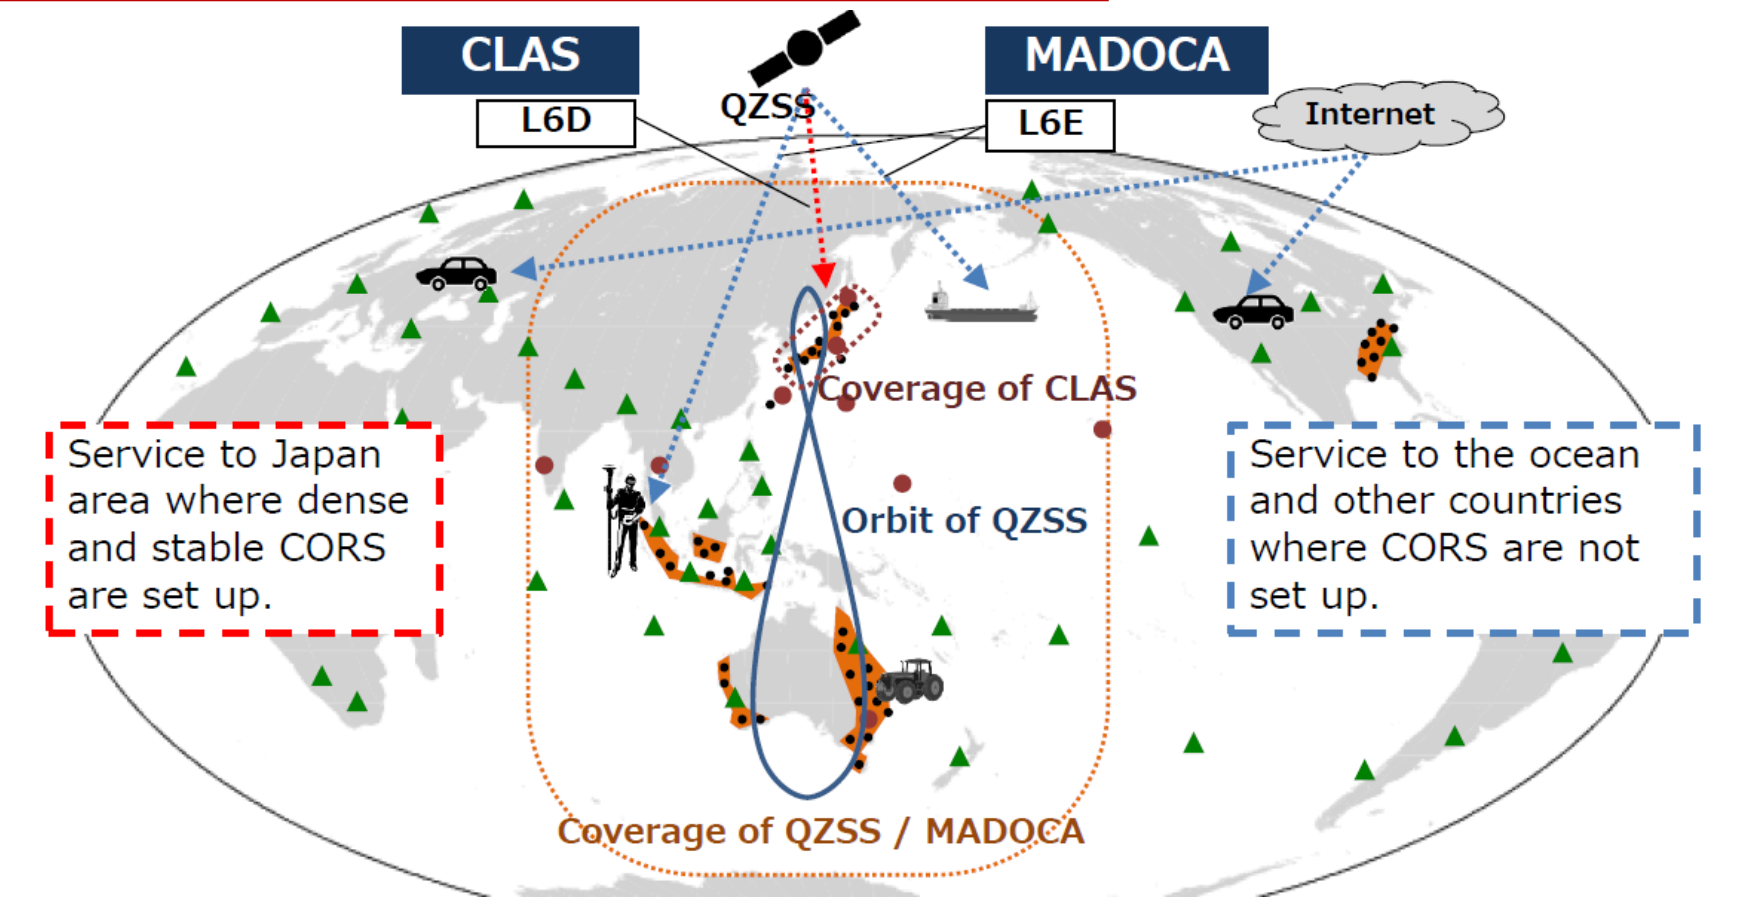 CLAS
MADOCA
QZSS
L6D
L6E
Internet
Coverage of CLAS
Service to Japan
area where dense
and stable CORS
are set up.
Orbit of QZSS
Service to the ocean
and other countries
where CORS are not
set up.
Coverage of QZSS / MADOCA